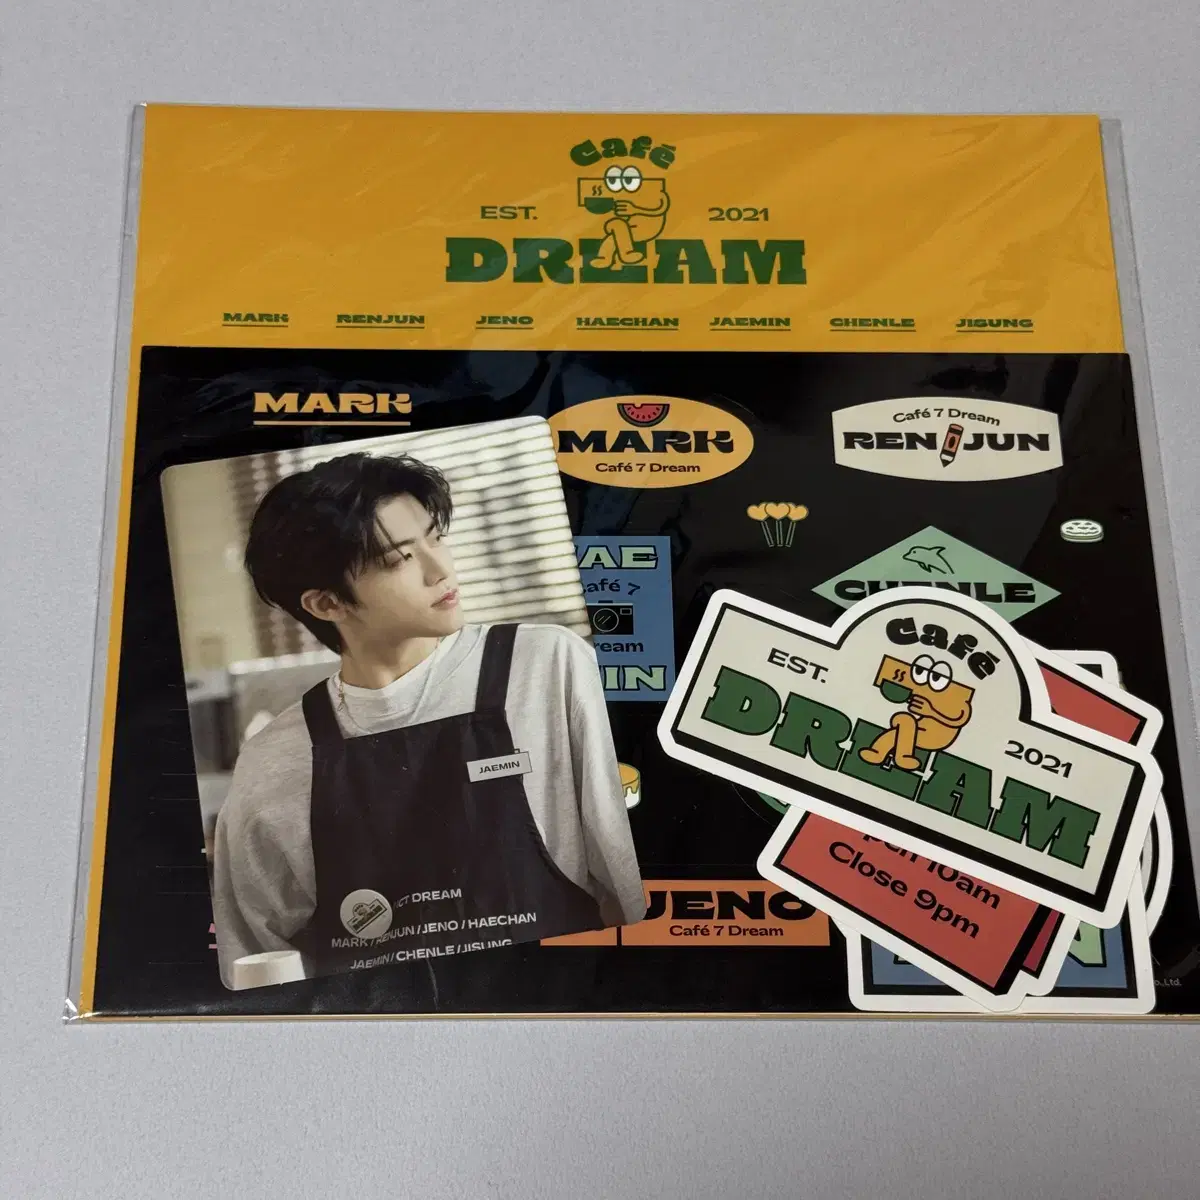 Café
EST. 2021
DREAM
MARK RENJUN JENO HAECHAN JAEMIN CHENLE JISUNG
MARK
MARK
Café 7 Dream
Café 7 Dream
RENJUN
JAEMIN
NCT DREAM
MARK / RENJUN / JENO / HAECHAN
JAEMIN / CHENLE / JISUNG
CHENLE
Café
EST. 2021
DREAM
10am
Close 9pm
JENO
Café 7 Dream